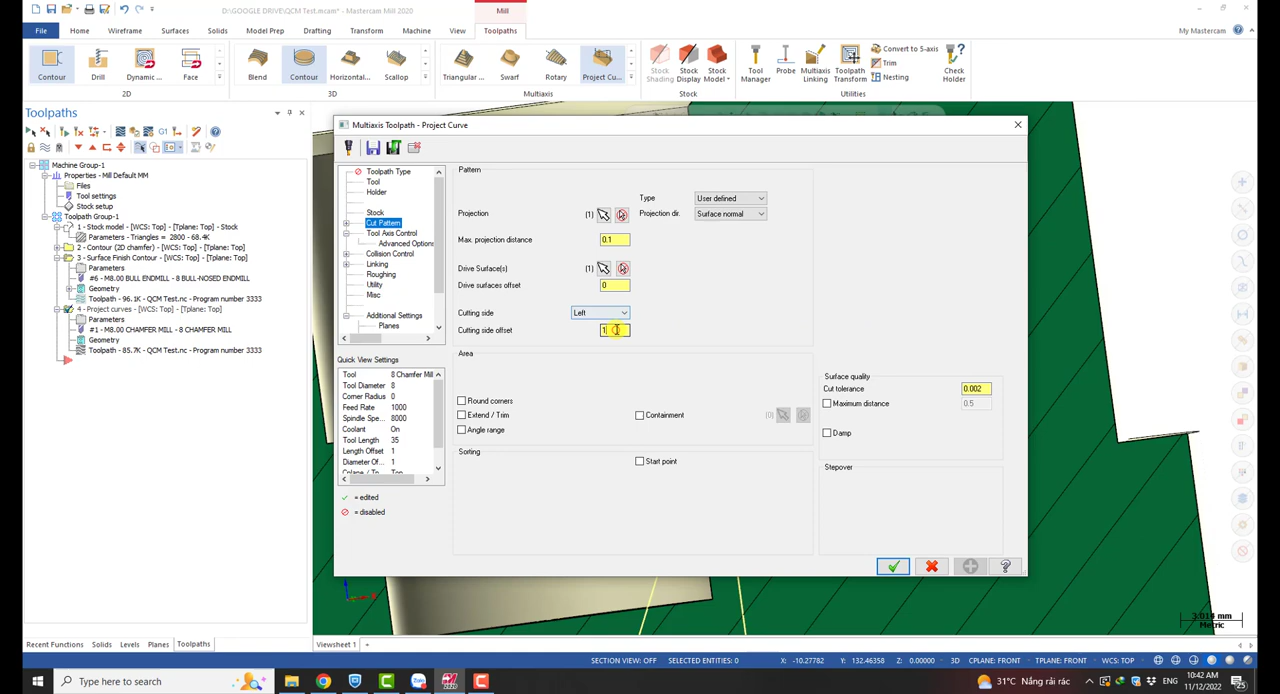 D:\GOOGLE DRIVE\QCM Test.mcam* - Mastercam Mill 2020
Mill
File Home Wireframe Surfaces Solids Model Prep Drafting Transform Machine View Toolpaths My Mastercam
Contour Drill Dynamic ... Face Blend Contour Horizontal... Scallop Triangular ... Swarf Rotary Project Cu... Stock Shading Stock Display Stock Model Tool Manager Probe Multiaxis Linking Toolpath Transform Convert to 5-axis Trim Nesting Check Holder
2D 3D Multiaxis Stock Utilities
Toolpaths
G1
Machine Group-1
Properties - Mill Default MM
Files
Tool settings
Stock setup
Toolpath Group-1
1 - Stock model - [WCS: Top] - [Tplane: Top] - Stock
Parameters - Triangles = 2800 - 68.4K
2 - Contour (2D chamfer) - [WCS: Top] - [Tplane: Top]
3 - Surface Finish Contour - [WCS: Top] - [Tplane: Top]
Parameters
#6 - M8.00 BULL ENDMILL - 8 BULL-NOSED ENDMILL
Geometry
Toolpath - 96.1K - QCM Test.nc - Program number 3333
4 - Project curves - [WCS: Top] - [Tplane: Top]
Parameters
#1 - M8.00 CHAMFER MILL - 8 CHAMFER MILL
Geometry
Toolpath - 85.7K - QCM Test.nc - Program number 3333
Multiaxis Toolpath - Project Curve
Toolpath Type
Tool
Holder
Stock
Cut Pattern
Tool Axis Control
Advanced Options
Collision Control
Linking
Roughing
Utility
Misc
Additional Settings
Planes
Quick View Settings
Tool 8 Chamfer Mill
Tool Diameter 8
Corner Radius 0
Feed Rate 1000
Spindle Spe... 8000
Coolant On
Tool Length 35
Length Offset 1
Diameter Of... 1
Cplane / Tp... Top
= edited
= disabled
Pattern
Type User defined
Projection (1) Projection dir. Surface normal
Max. projection distance 0.1
Drive Surface(s) (1)
Drive surfaces offset 0
Cutting side Left
Cutting side offset 1
Area
Round corners
Extend / Trim
Angle range
Containment (0)
Sorting
Start point
Surface quality
Cut tolerance 0.002
Maximum distance 0.5
Damp
Stepover
3.014 mm
Metric
Recent Functions Solids Levels Planes Toolpaths Viewsheet 1 +
SECTION VIEW: OFF SELECTED ENTITIES: 0 X: -10.27782 Y: 132.46358 Z: 0.00000 3D CPLANE: FRONT TPLANE: FRONT WCS: TOP
Type here to search
31°C Nắng rải rác ENG 10:42 AM 11/12/2022 25